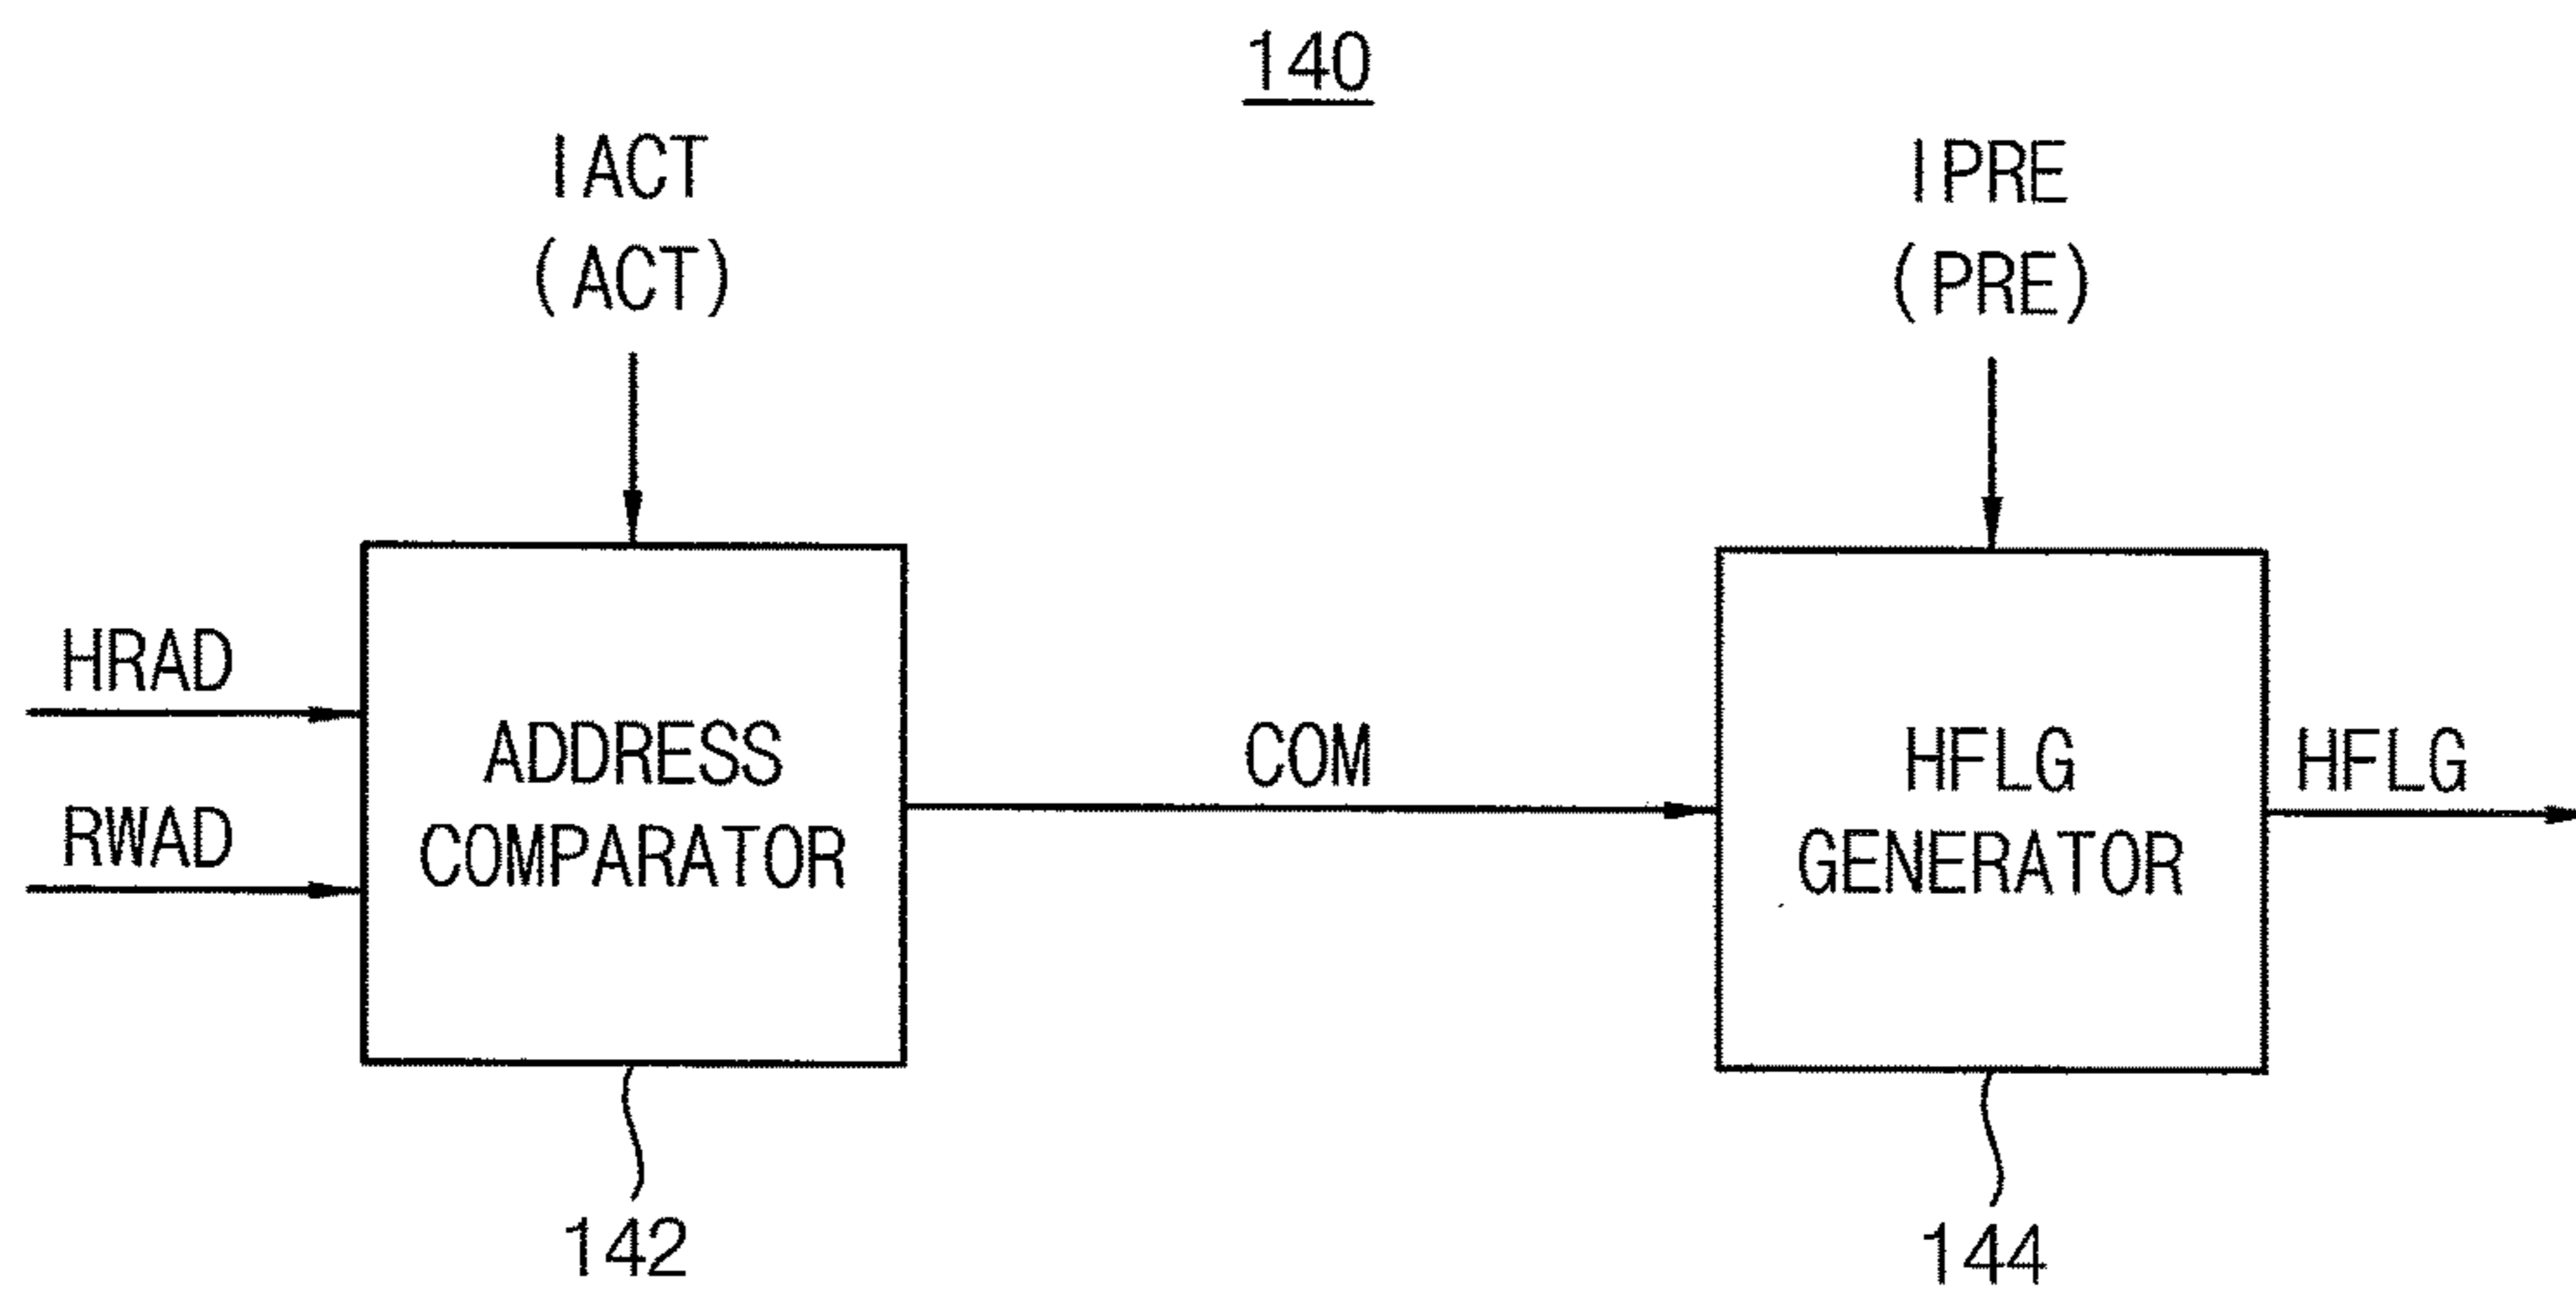 140
IACT
(ACT)
IPRE
(PRE)
HRAD
RWAD
ADDRESS
COMPARATOR
COM
HFLG
GENERATOR
HFLG
142
144